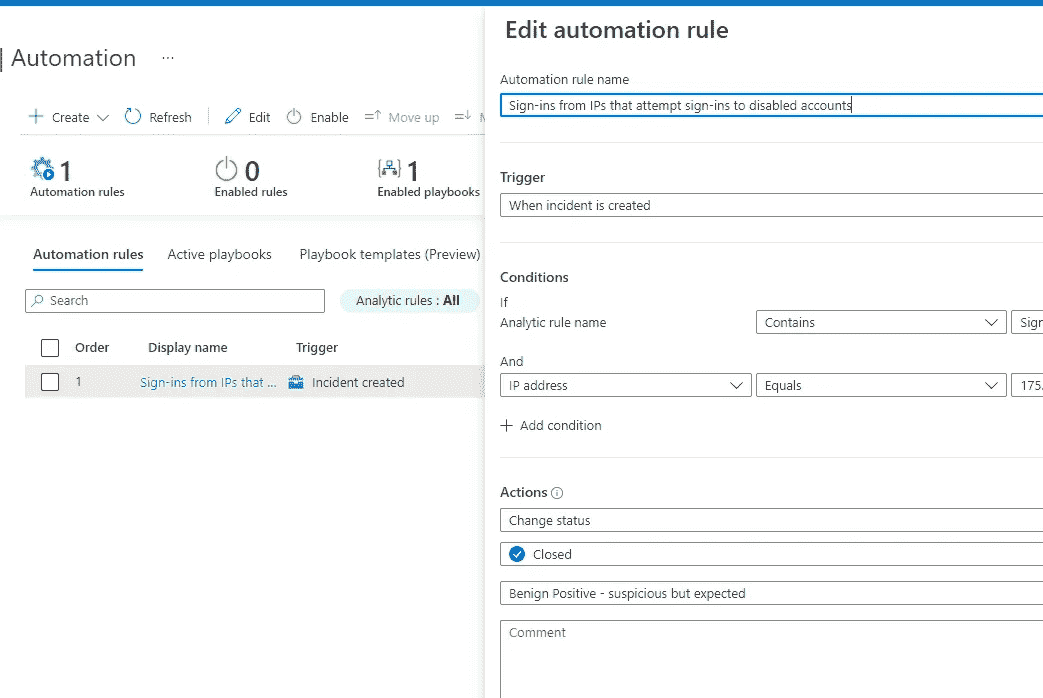 Automation ...
Create Refresh Edit Enable Move up
1 Automation rules
0 Enabled rules
1 Enabled playbooks
Automation rules Active playbooks Playbook templates (Preview)
Search Analytic rules : All
Order Display name Trigger
1 Sign-ins from IPs that ... Incident created
Edit automation rule
Automation rule name
Sign-ins from IPs that attempt sign-ins to disabled accounts
Trigger
When incident is created
Conditions
If
Analytic rule name Contains Sign
And
IP address Equals 175.
Add condition
Actions
Change status
Closed
Benign Positive - suspicious but expected
Comment